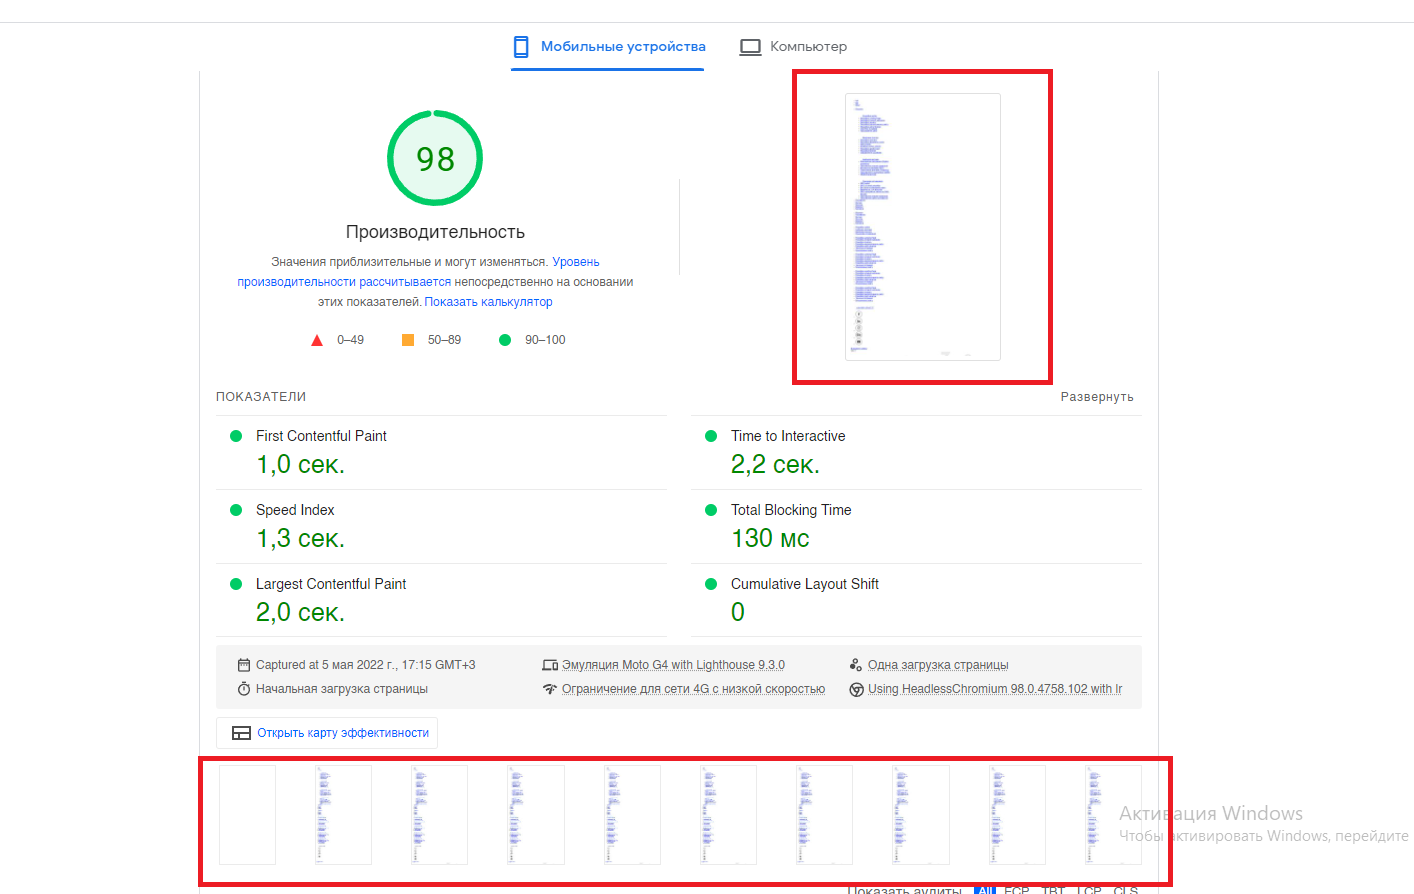 Мобильные устройства
Компьютер
98
Производительность
Значения приблизительные и могут изменяться. Уровень
производительности рассчитывается непосредственно на основании
этих показателей. Показать калькулятор
0–49
50–89
90–100
ПОКАЗАТЕЛИ
Развернуть
First Contentful Paint
1,0 сек.
Time to Interactive
2,2 сек.
Speed Index
1,3 сек.
Total Blocking Time
130 мс
Largest Contentful Paint
2,0 сек.
Cumulative Layout Shift
0
Captured at 5 мая 2022 г., 17:15 GMT+3
Эмуляция Moto G4 with Lighthouse 9.3.0
Одна загрузка страницы
Начальная загрузка страницы
Ограничение для сети 4G с низкой скоростью
Using HeadlessChromium 98.0.4758.102 with lr
Открыть карту эффективности
Активация Windows
Чтобы активировать Windows, перейдите
Показать аудиты All FCP TBT LCP CLS